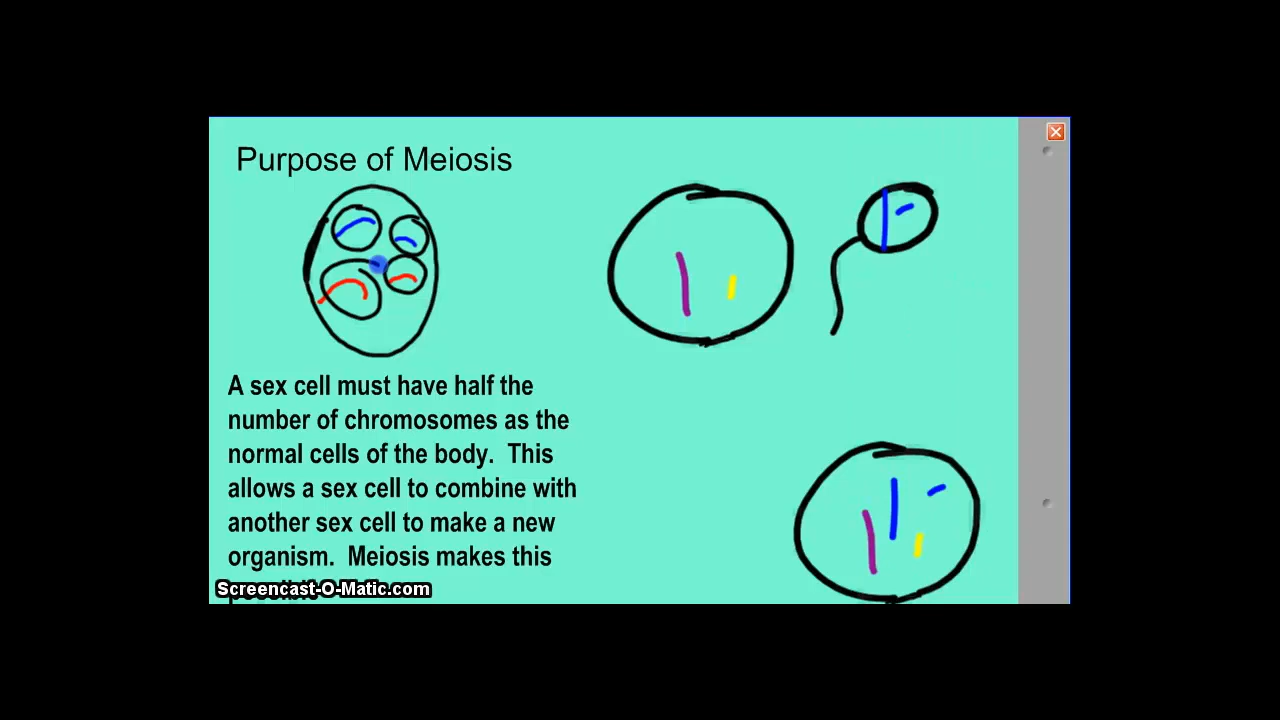 Purpose of Meiosis
A sex cell must have half the
number of chromosomes as the
normal cells of the body. This
allows a sex cell to combine with
another sex cell to make a new
organism. Meiosis makes this
Screencast-O-Matic.com